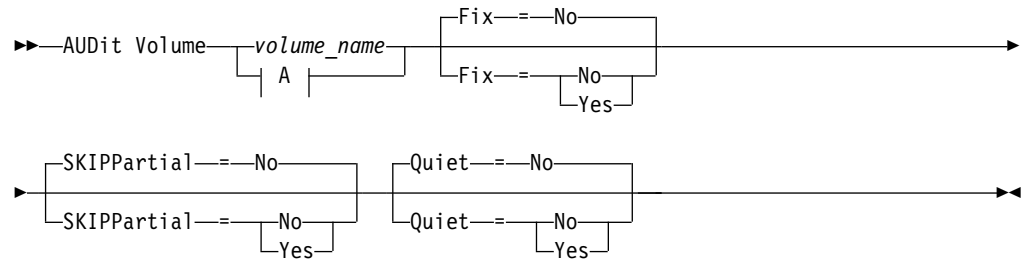 Fix = No
AUDit Volume volume_name
A Fix = No
Yes
SKIPPartial = No Quiet = No
SKIPPartial = No Quiet = No
Yes Yes